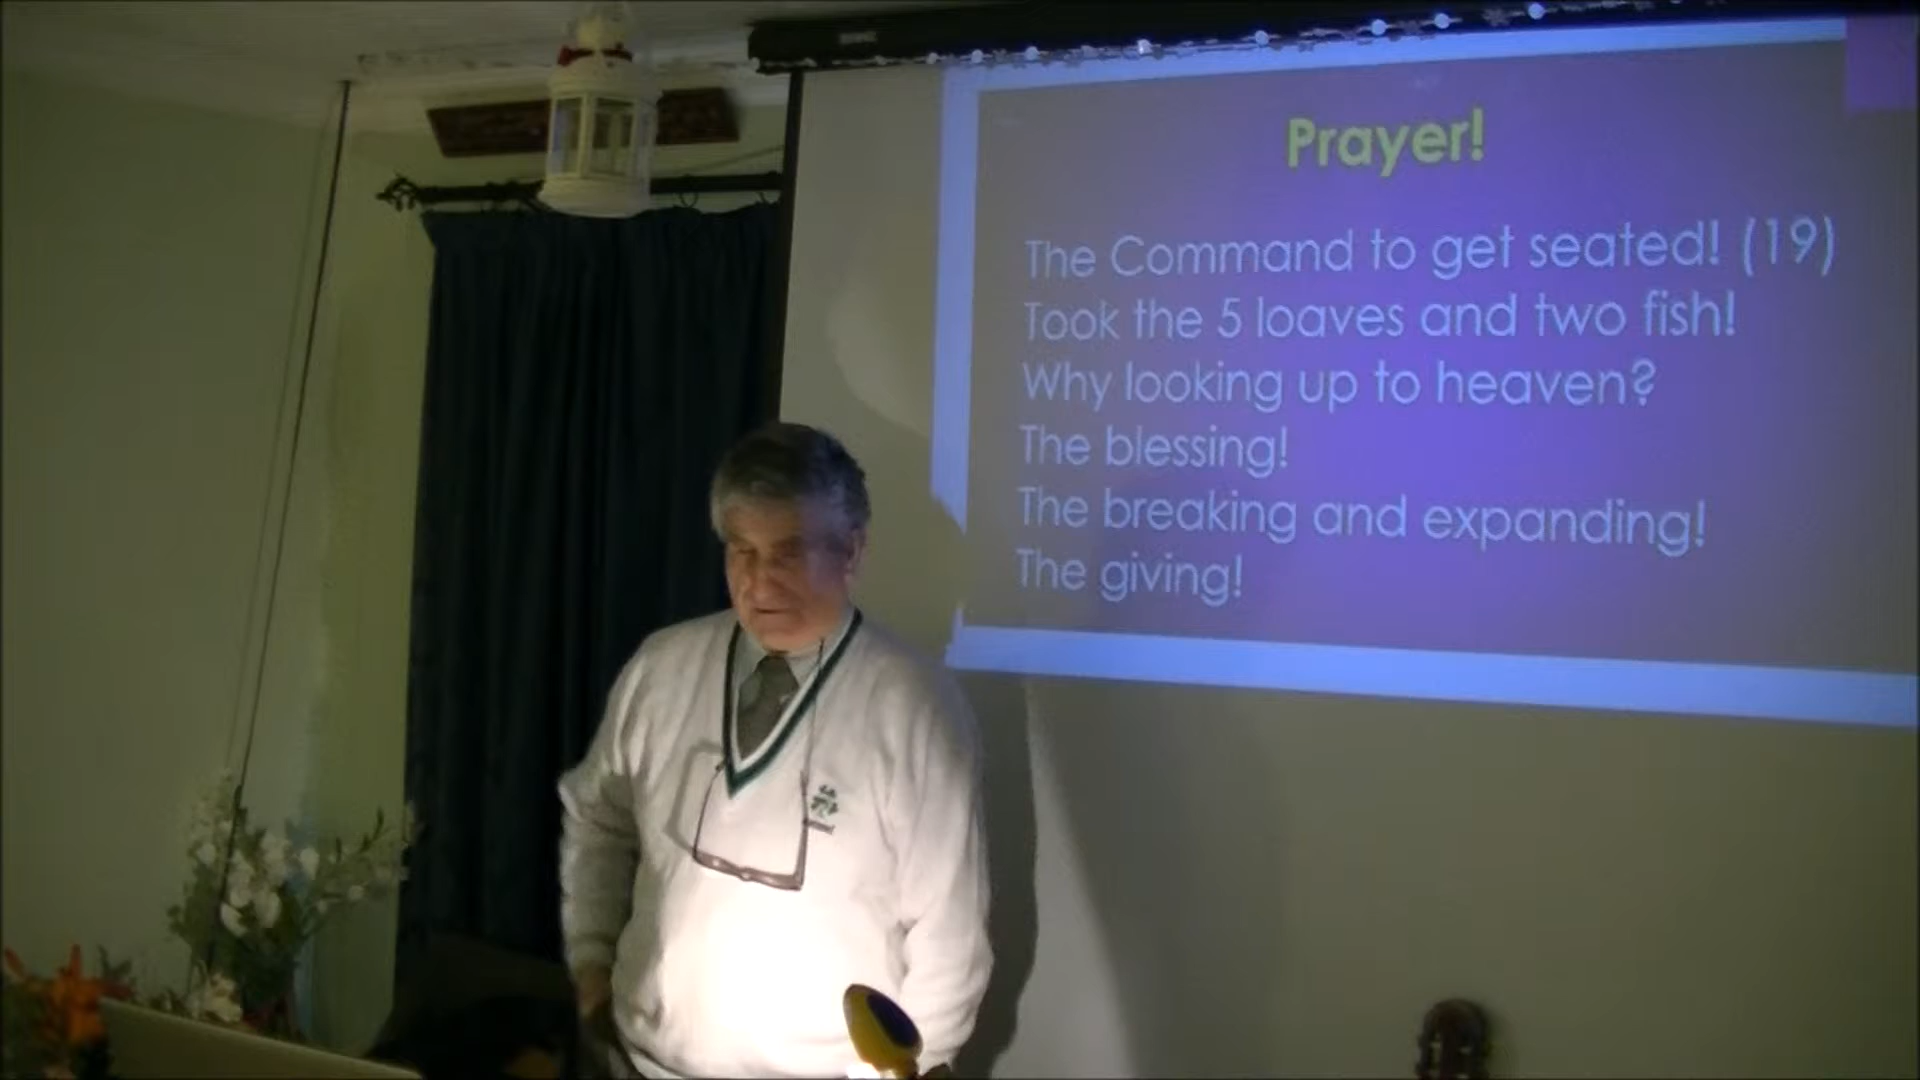 Prayer!
The Command to get seated! (19)
Took the 5 loaves and two fish!
Why looking up to heaven?
The blessing!
The breaking and expanding!
The giving!